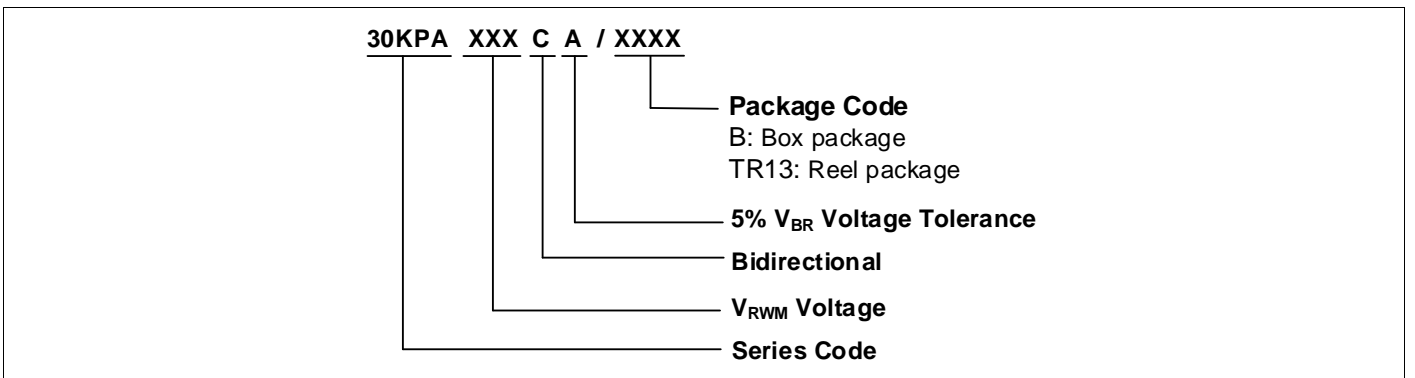 30KPA XXX C A / XXXX
Package Code
B: Box package
TR13: Reel package
5% VBR Voltage Tolerance
Bidirectional
VRWM Voltage
Series Code